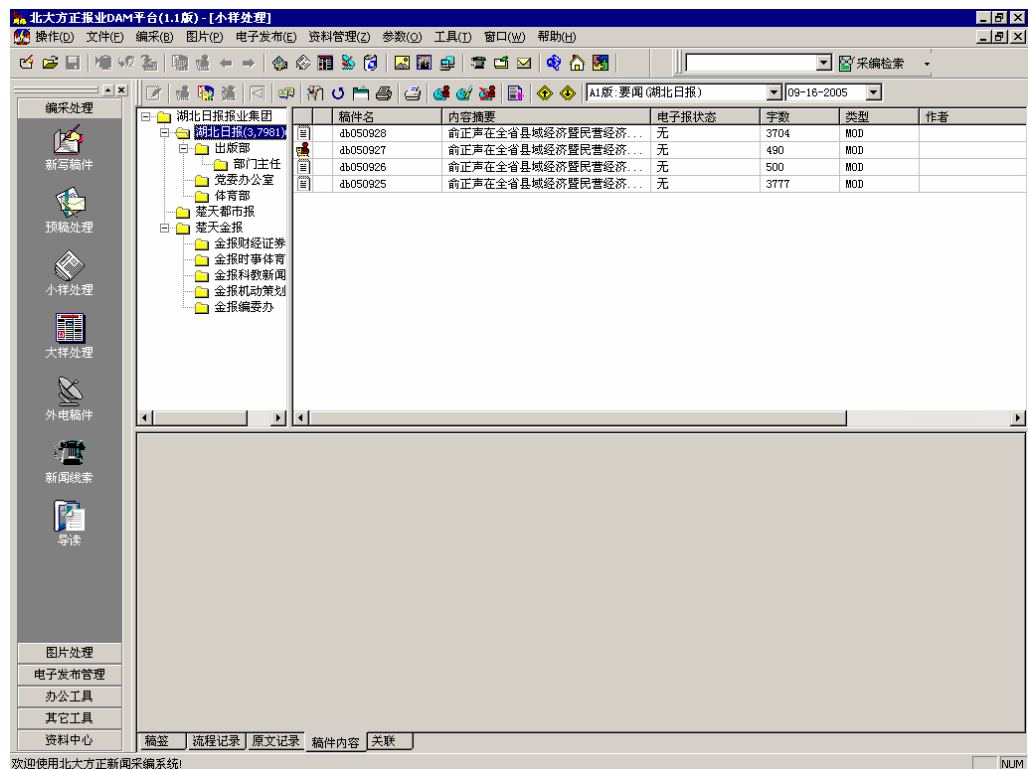 北大方正报业DAM平台(1.1版) - [小样处理]
操作(O) 文件(F) 编采(B) 图片(P) 电子发布(E) 资料管理(Z) 参数(O) 工具(T) 窗口(W) 帮助(H)
采编检索
A1版:要闻(湖北日报) 09-16-2005
编采处理
新写稿件
预稿处理
小样处理
大样处理
外电稿件
新闻线索
导读
图片处理
电子发布管理
办公工具
其它工具
资料中心
湖北日报报业集团
湖北日报(3,7981)
出版部
部门主任
党委办公室
体育部
楚天都市报
楚天金报
金报财经证券
金报时事体育
金报科教新闻
金报机动策划
金报编委办
稿件名 内容摘要 电子报状态 字数 类型 作者
db050928 俞正声在全省县域经济暨民营经济... 无 3704 MOD
db050927 俞正声在全省县域经济暨民营经济... 无 490 MOD
db050926 俞正声在全省县域经济暨民营经济... 无 500 MOD
db050925 俞正声在全省县域经济暨民营经济... 无 3777 MOD
稿签 流程记录 原文记录 稿件内容 关联
欢迎使用北大方正新闻采编系统! NUM